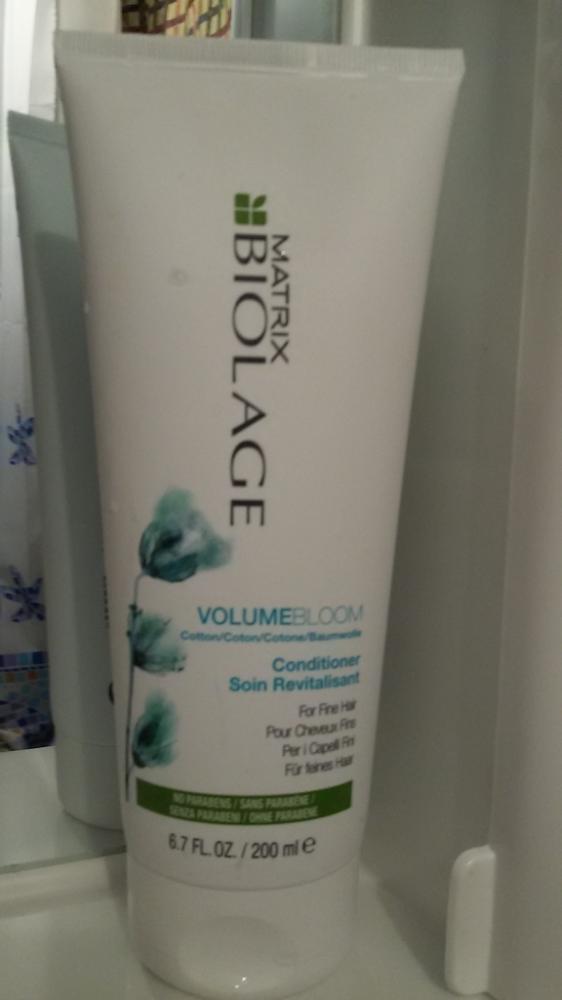 MATRIX
BIOLAGE
VOLUMEBLOOM
Cotton/Coton/Cotone/Baumwolle
Conditioner
Soin Revitalisant
For Fine Hair
Pour Cheveux Fins
Per i Capelli Fini
Für feines Haar
NO PARABENS / SANS PARABÈNE /
SENZA PARABENI / OHNE PARABENE
6.7 FL. OZ. / 200 ml e